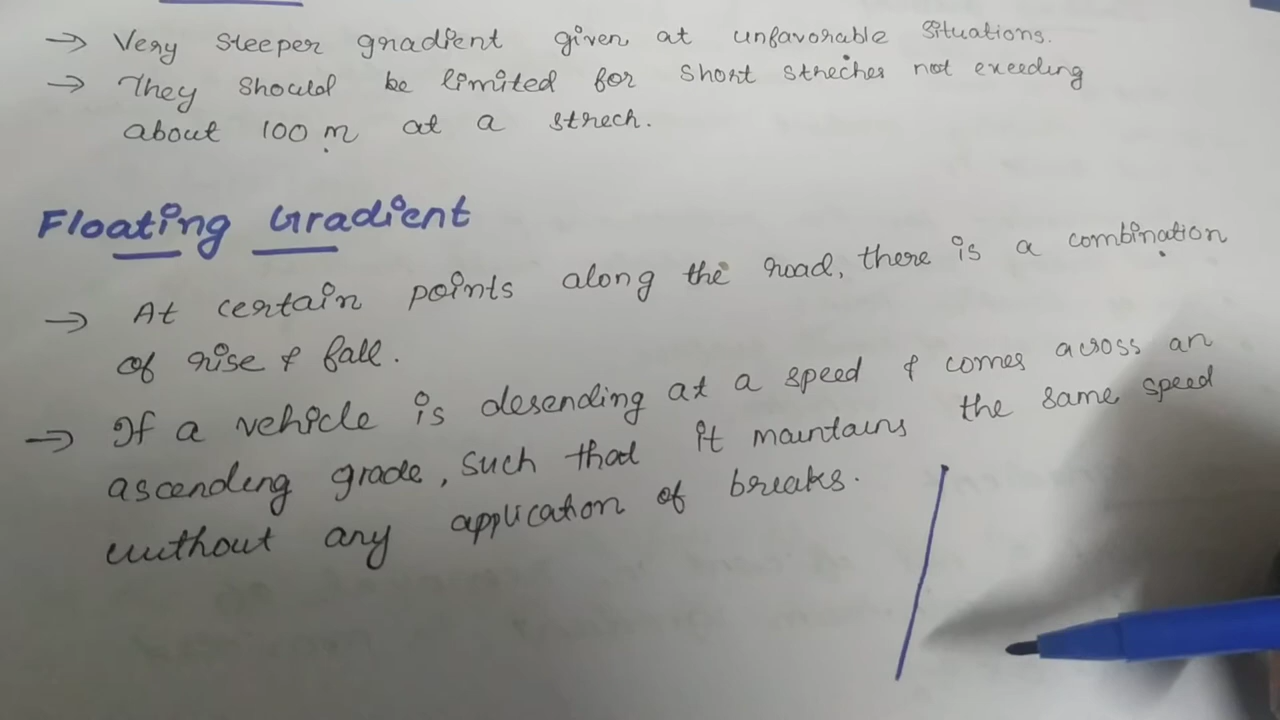 → Very steeper gradient given at unfavorable situations.
→ They should be limited for short streches not exeeding
about 100 m at a strech.
Floating Gradient
→ At certain points along the road, there is a combination
of rise & fall.
→ If a vehicle is desending at a speed & comes across an
ascending grade, such that it maintains the same speed
without any application of breaks.